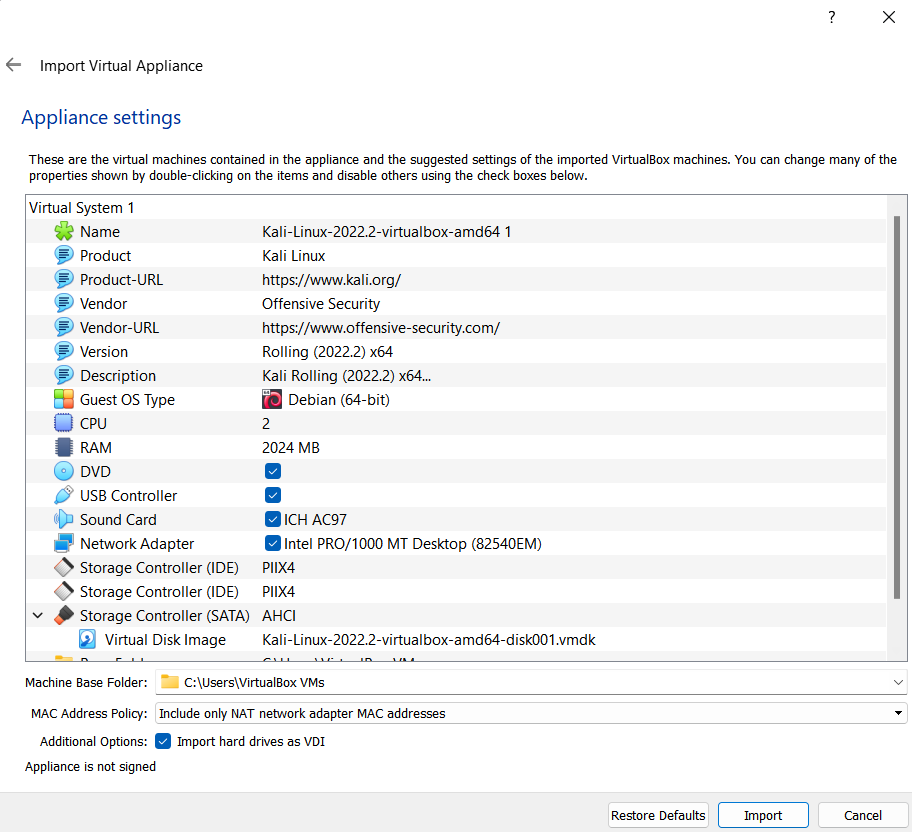 ?
Import Virtual Appliance
Appliance settings
These are the virtual machines contained in the appliance and the suggested settings of the imported VirtualBox machines. You can change many of the
properties shown by double-clicking on the items and disable others using the check boxes below.
Virtual System 1
Name Kali-Linux-2022.2-virtualbox-amd64 1
Product Kali Linux
Product-URL https://www.kali.org/
Vendor Offensive Security
Vendor-URL https://www.offensive-security.com/
Version Rolling (2022.2) x64
Description Kali Rolling (2022.2) x64...
Guest OS Type Debian (64-bit)
CPU 2
RAM 2024 MB
DVD
USB Controller
Sound Card ICH AC97
Network Adapter Intel PRO/1000 MT Desktop (82540EM)
Storage Controller (IDE) PIIX4
Storage Controller (IDE) PIIX4
Storage Controller (SATA) AHCI
Virtual Disk Image Kali-Linux-2022.2-virtualbox-amd64-disk001.vmdk
Machine Base Folder: C:\Users\VirtualBox VMs
MAC Address Policy: Include only NAT network adapter MAC addresses
Additional Options: Import hard drives as VDI
Appliance is not signed
Restore Defaults Import Cancel